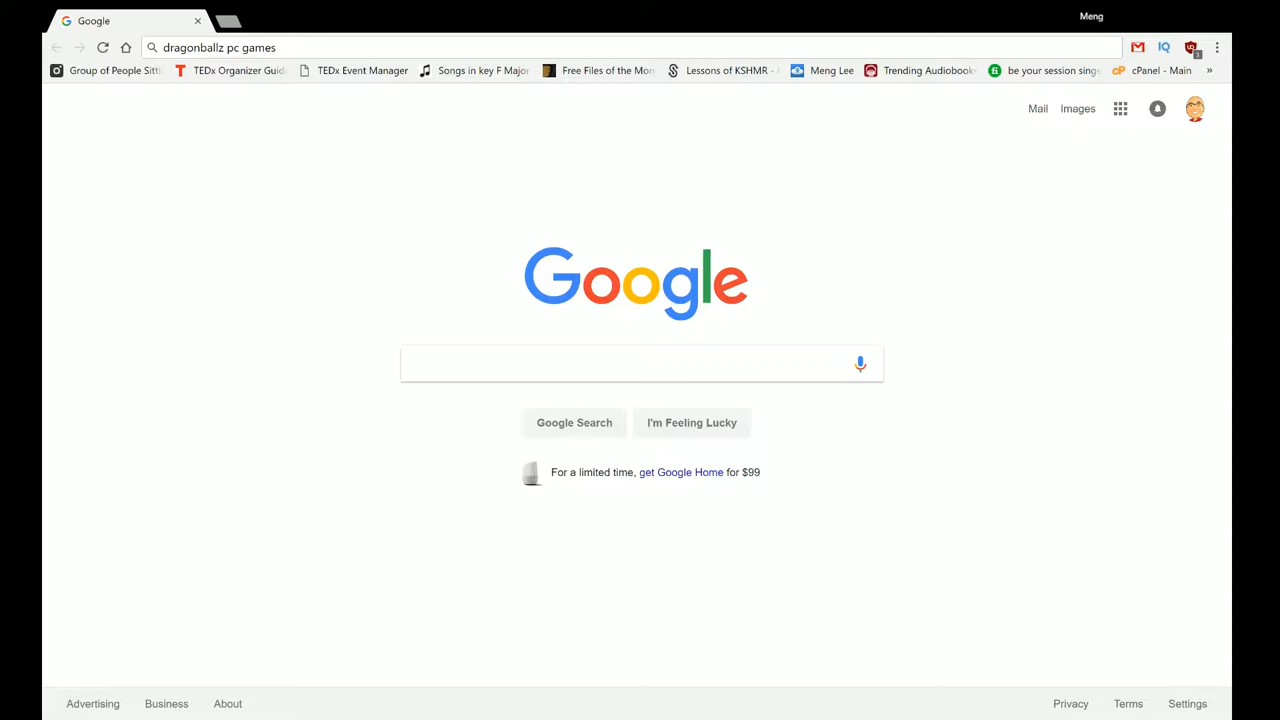 Meng
Google
dragonballz pc games
Group of People Sitti
TEDx Organizer Guid
TEDx Event Manager
Songs in key F Major
Free Files of the Mon
Lessons of KSHMR -
Meng Lee
Trending Audiobook
be your session singe
cPanel - Main
»
Mail
Images
Google
Google Search
I'm Feeling Lucky
For a limited time, get Google Home for $99
Advertising
Business
About
Privacy
Terms
Settings